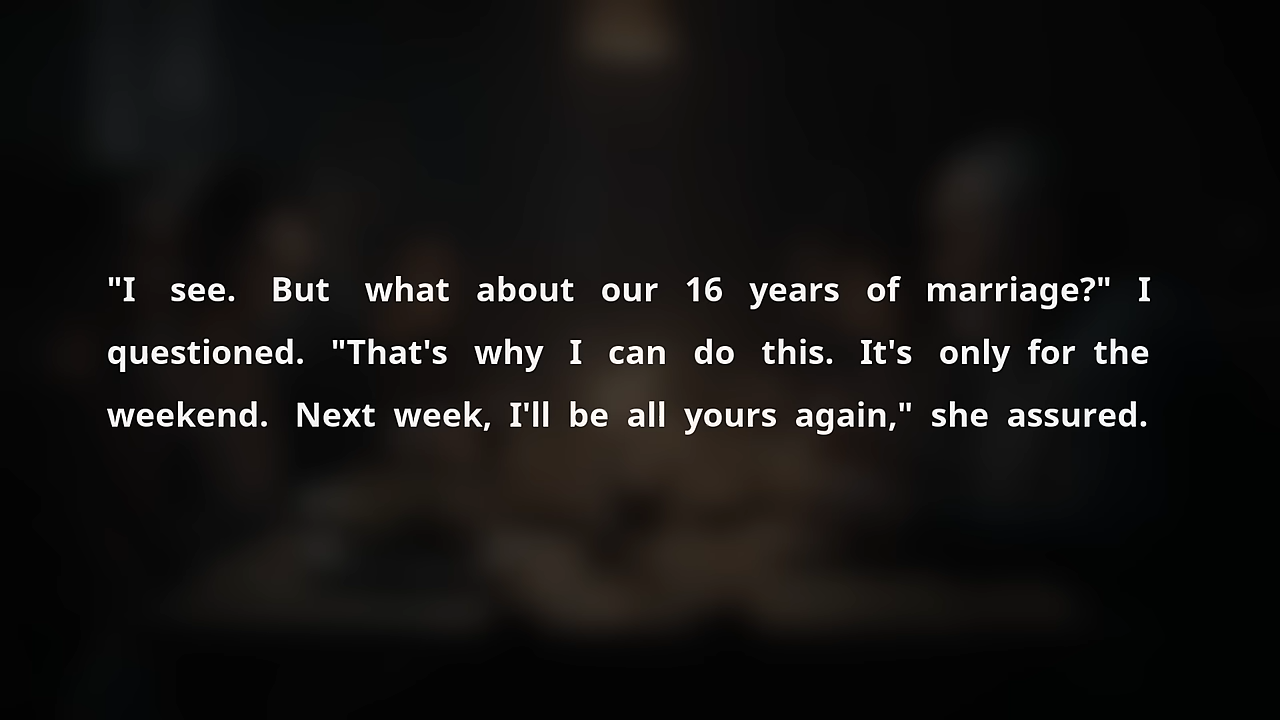 "I see. But what about our 16 years of marriage?" I
questioned. "That's why I can do this. It's only for the
weekend. Next week, I'll be all yours again," she assured.